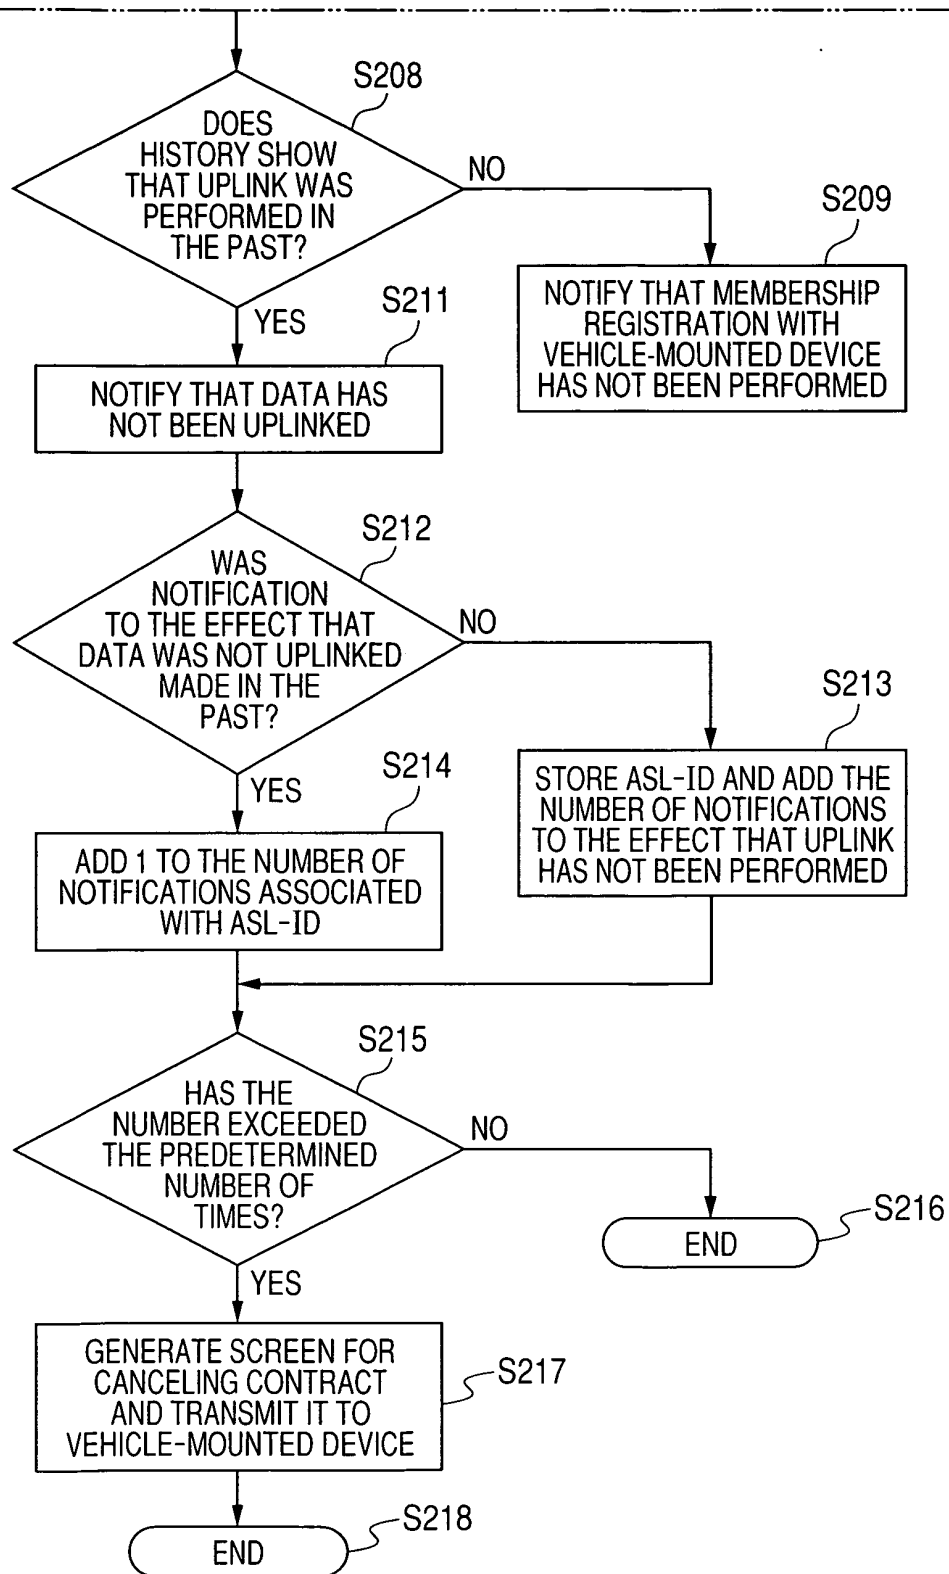 S208
DOES
HISTORY SHOW
THAT UPLINK WAS
PERFORMED IN
THE PAST?
NO
YES
S209
NOTIFY THAT MEMBERSHIP
REGISTRATION WITH
VEHICLE-MOUNTED DEVICE
HAS NOT BEEN PERFORMED
S211
NOTIFY THAT DATA HAS
NOT BEEN UPLINKED
S212
WAS
NOTIFICATION
TO THE EFFECT THAT
DATA WAS NOT UPLINKED
MADE IN THE
PAST?
NO
YES
S213
STORE ASL-ID AND ADD THE
NUMBER OF NOTIFICATIONS
TO THE EFFECT THAT UPLINK
HAS NOT BEEN PERFORMED
S214
ADD 1 TO THE NUMBER OF
NOTIFICATIONS ASSOCIATED
WITH ASL-ID
S215
HAS THE
NUMBER EXCEEDED
THE PREDETERMINED
NUMBER OF
TIMES?
NO
YES
S216
END
GENERATE SCREEN FOR
CANCELING CONTRACT
AND TRANSMIT IT TO
VEHICLE-MOUNTED DEVICE
S217
S218
END